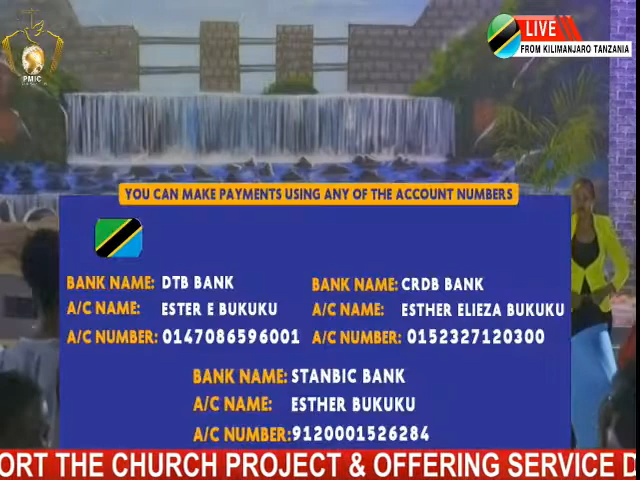 PMIC
LIVE
FROM KILIMANJARO TANZANIA
YOU CAN MAKE PAYMENTS USING ANY OF THE ACCOUNT NUMBERS
BANK NAME: DTB BANK
A/C NAME: ESTER E BUKUKU
A/C NUMBER: 0147086596001
BANK NAME: CRDB BANK
A/C NAME: ESTHER ELIEZA BUKUKU
A/C NUMBER: 0152327120300
BANK NAME: STANBIC BANK
A/C NAME: ESTHER BUKUKU
A/C NUMBER: 9120001526284
ORT THE CHURCH PROJECT & OFFERING SERVICE D